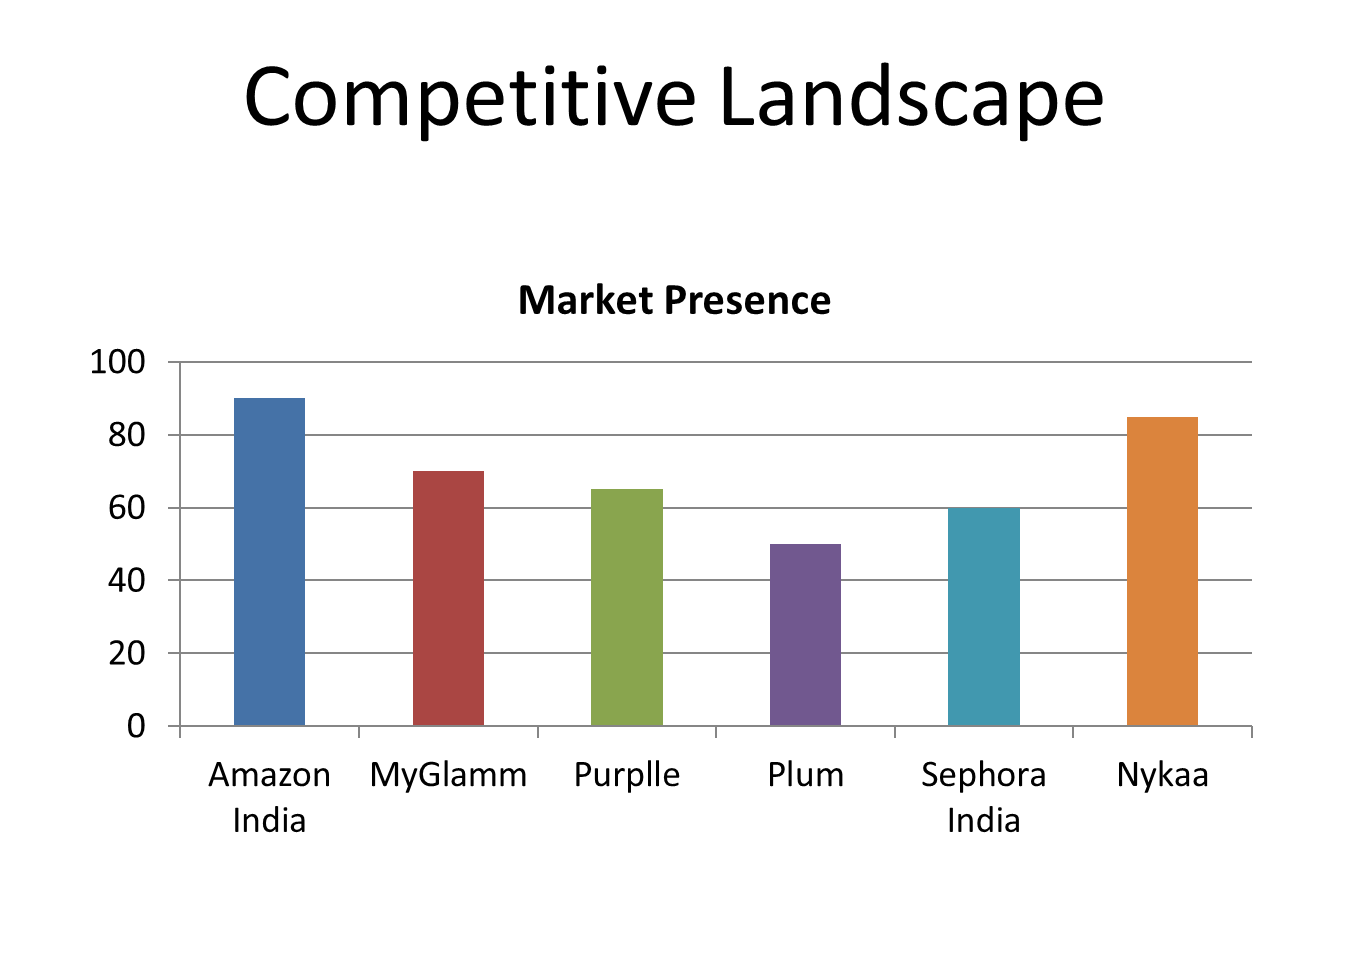 Competitive Landscape
Market Presence
100
80
60
40
20
0
Amazon India
MyGlamm
Purplle
Plum
Sephora India
Nykaa